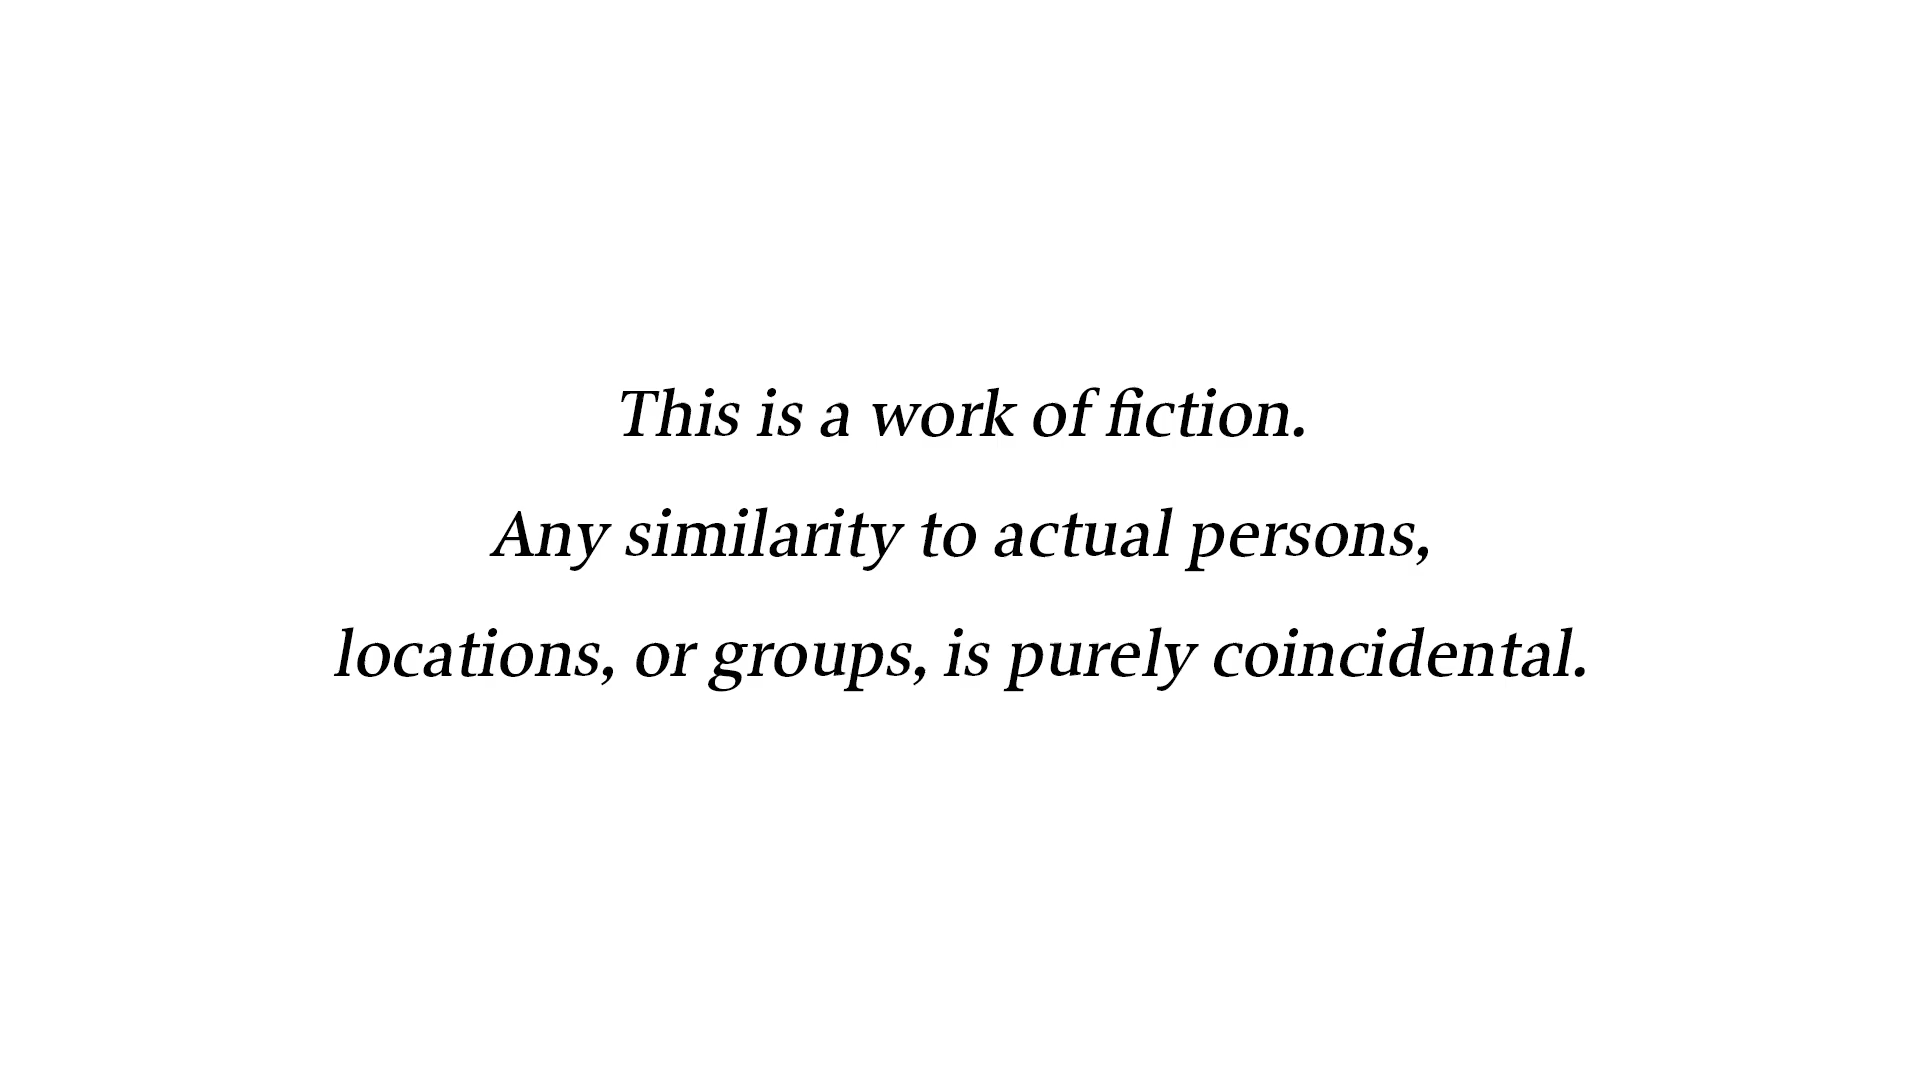 This is a work of fiction.
Any similarity to actual persons,
locations, or groups, is purely coincidental.